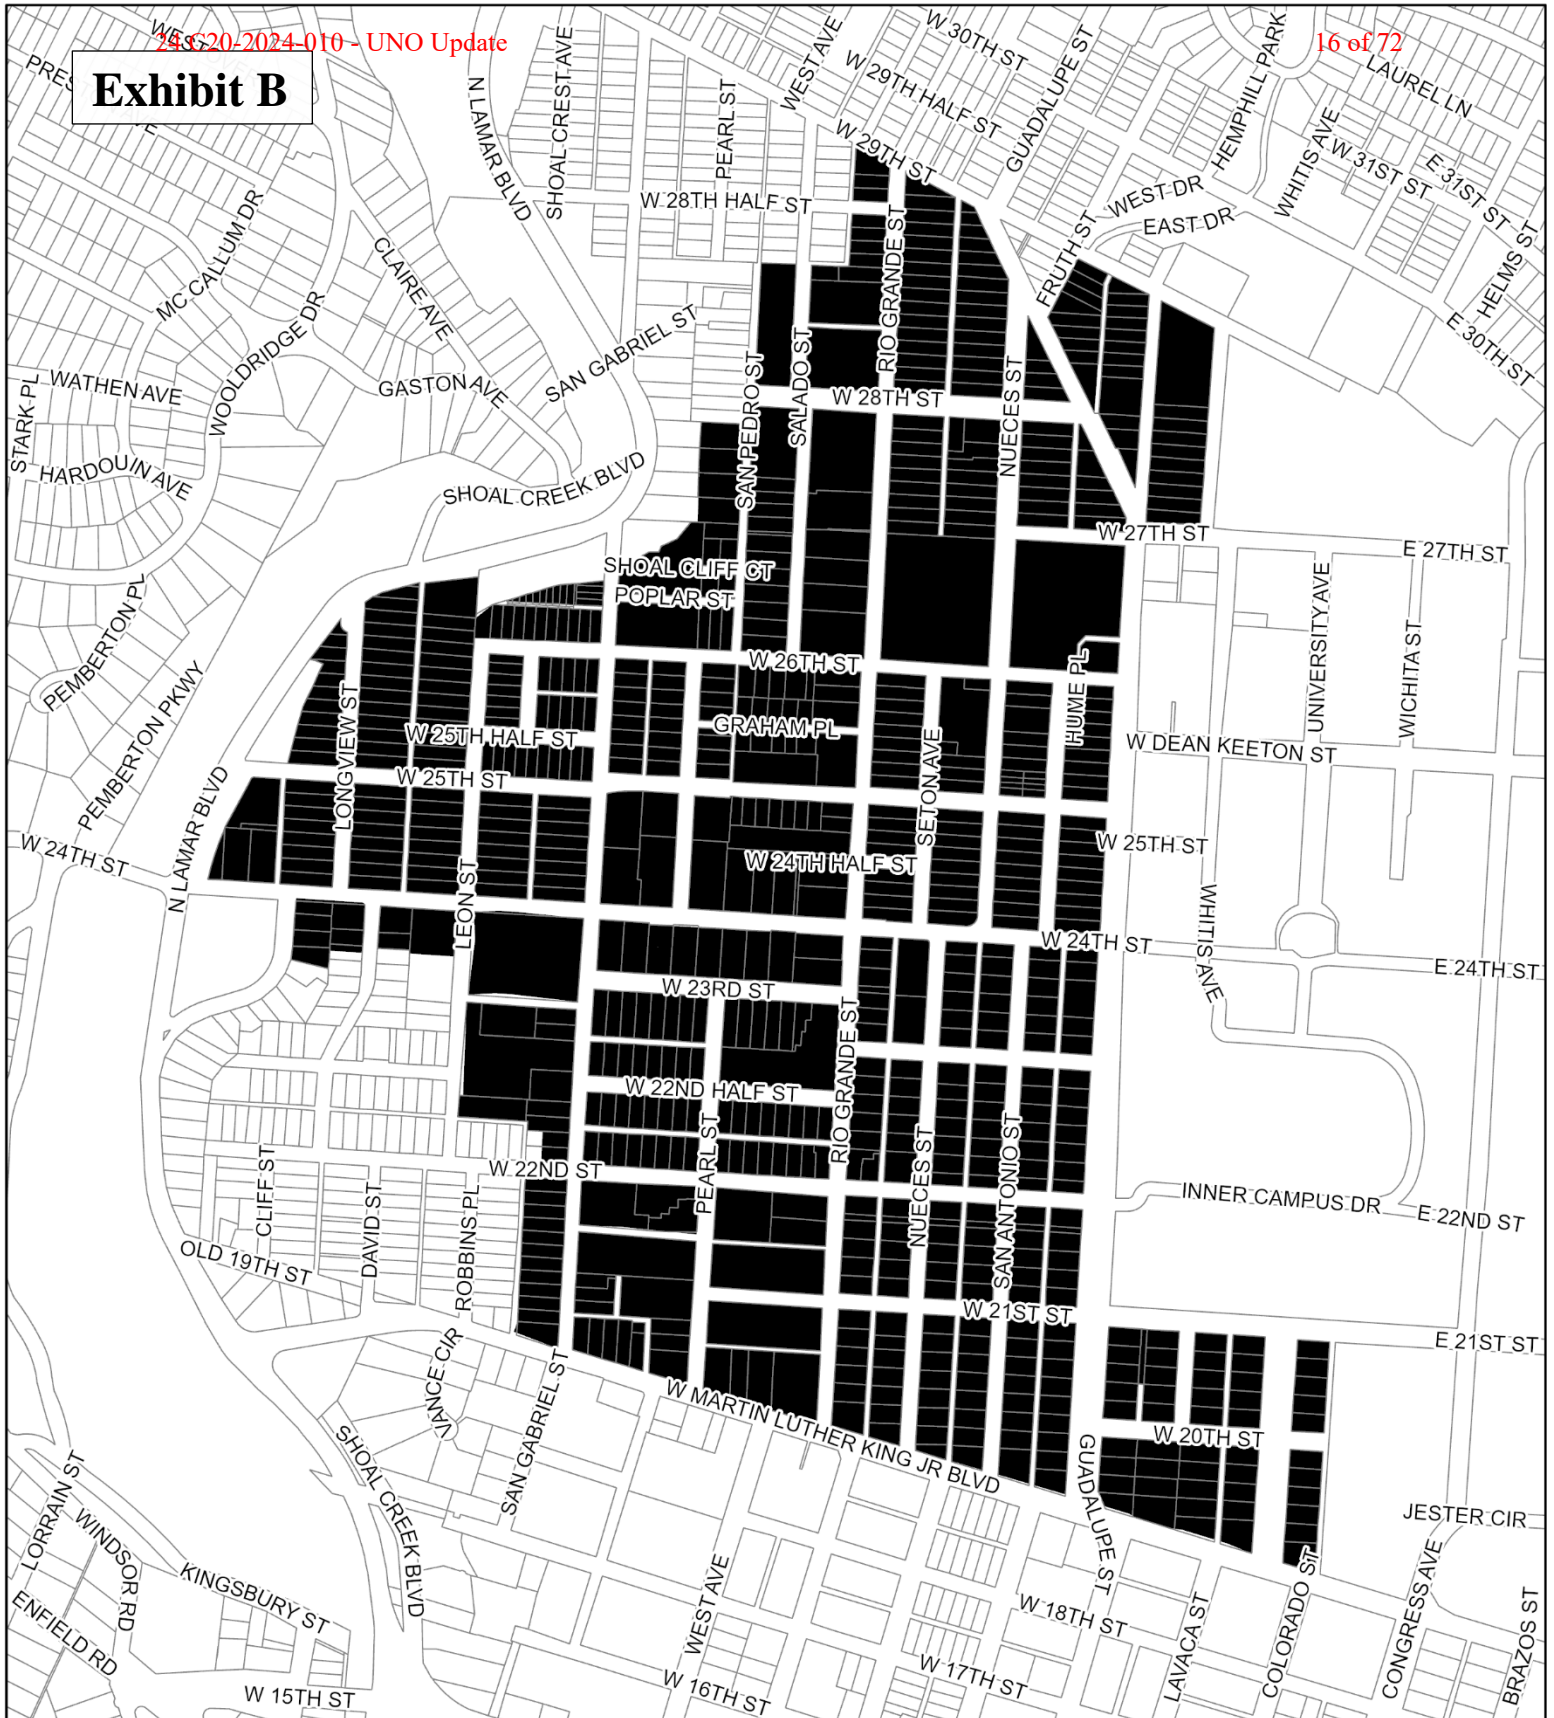 24 C20-2024-010 - UNO Update
16 of 72
Exhibit B
N LAMAR BLVD
SHOALCREST AVE
PEARL ST
WEST AVE
W 30TH ST
W 29TH HALF ST
GUADALUPE ST
HEMPHILL PARK
LAUREL LN
WHITIS AVE
W 31ST ST
E 31ST ST
W 29TH ST
W 28TH HALF ST
WEST DR
EAST DR
FRUTH ST
HELMS ST
E 30TH ST
MC CALLUM DR
CLAIRE AVE
WOOLDRIDGE DR
SAN GABRIEL ST
RIO GRANDE ST
WATHEN AVE
GASTON AVE
STARK PL
SAN PEDRO ST
SALADO ST
W 28TH ST
NUECES ST
HARDOUIN AVE
SHOAL CREEK BLVD
W 27TH ST
E 27TH ST
SHOAL CLIFF CT
POPLAR ST
PEMBERTON PL
UNIVERSITY AVE
WICHITA ST
W 26TH ST
HUME PL
PEMBERTON PKWY
LONGVIEW ST
W 25TH HALF ST
GRAHAM PL
SETON AVE
W DEAN KEETON ST
W 25TH ST
N LAMAR BLVD
W 24TH ST
W 24TH HALF ST
W 25TH ST
LEON ST
WHITIS AVE
W 24TH ST
E 24TH ST
W 23RD ST
RIO GRANDE ST
W 22ND HALF ST
PEARL ST
NUECES ST
SAN ANTONIO ST
W 22ND ST
CLIFF ST
DAVID ST
ROBBINS PL
INNER CAMPUS DR
E 22ND ST
OLD 19TH ST
W 21ST ST
E 21ST ST
VANCE CIR
SAN GABRIEL ST
W MARTIN LUTHER KING JR BLVD
W 20TH ST
SHOAL CREEK BLVD
GUADALUPE ST
JESTER CIR
LORRAIN ST
WINDSOR RD
KINGSBURY ST
ENFIELD RD
WEST AVE
W 18TH ST
LAVACA ST
COLORADO ST
CONGRESS AVE
BRAZOS ST
W 17TH ST
W 16TH ST
W 15TH ST